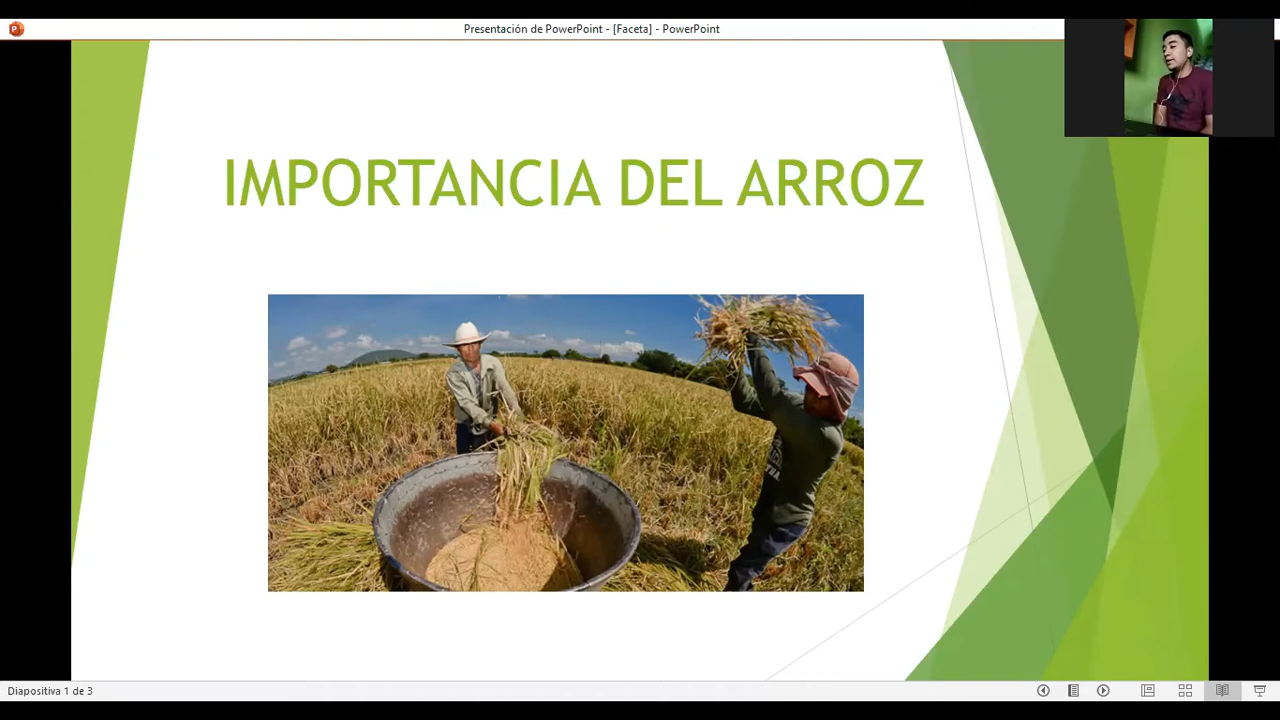 Presentación de PowerPoint - [Faceta] - PowerPoint
IMPORTANCIA DEL ARROZ
Diapositiva 1 de 3